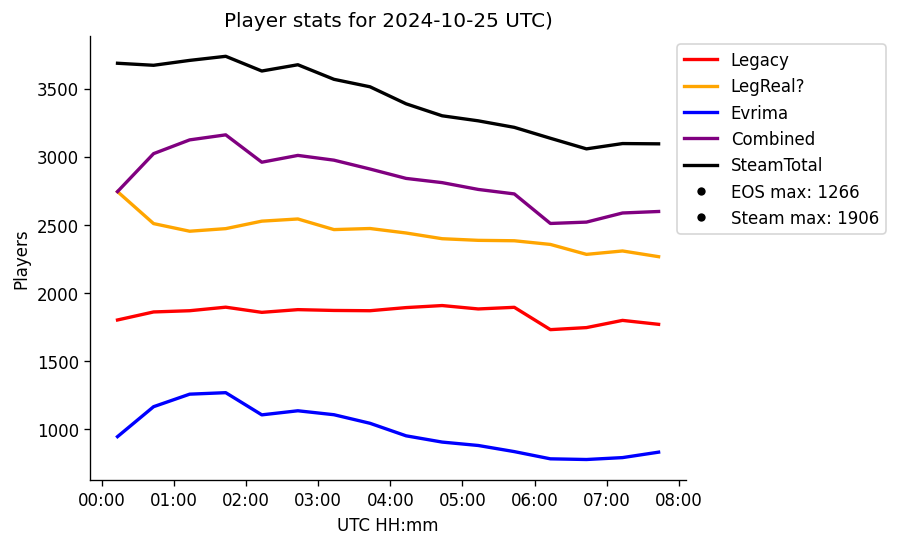 Player stats for 2024-10-25 UTC)
Legacy
LegReal?
Evrima
Combined
SteamTotal
EOS max: 1266
Steam max: 1906
Players
3500
3000
2500
2000
1500
1000
00:00 01:00 02:00 03:00 04:00 05:00 06:00 07:00 08:00
UTC HH:mm